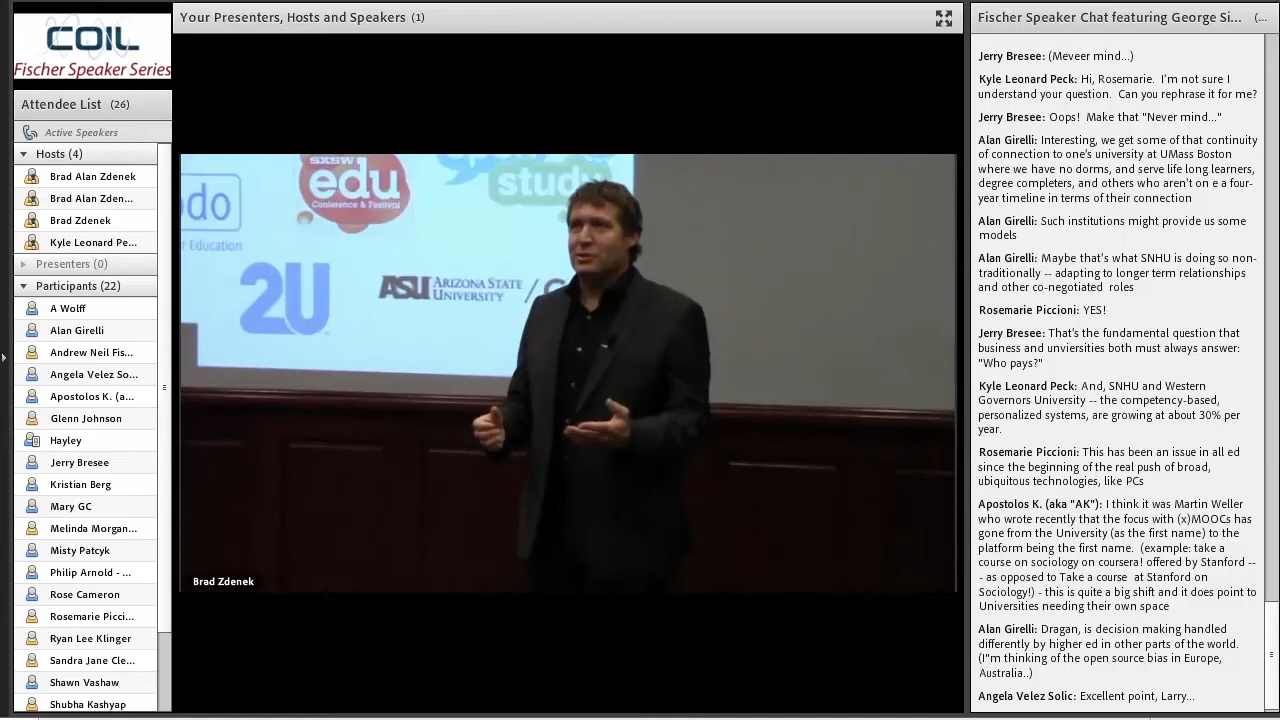 COIL
Fischer Speaker Series
Attendee List (26)
Active Speakers
Hosts (4)
Brad Alan Zdenek
Brad Alan Zden...
Brad Zdenek
Kyle Leonard Pe...
Presenters (0)
Participants (22)
A Wolff
Alan Girelli
Andrew Neil Fis...
Angela Velez So...
Apostolos K. (a...
Glenn Johnson
Hayley
Jerry Bresee
Kristian Berg
Mary GC
Melinda Morgan...
Misty Patcyk
Philip Arnold - ...
Rose Cameron
Rosemarie Picci...
Ryan Lee Klinger
Sandra Jane Cle...
Shawn Vashaw
Shubha Kashyap
Your Presenters, Hosts and Speakers (1)
sxsw
edu
Conference & Festival
study
do
r Education
2U
ASU ARIZONA STATE
UNIVERSITY /
Brad Zdenek
Fischer Speaker Chat featuring George Si... (...
Jerry Bresee: (Meveer mind...)
Kyle Leonard Peck: Hi, Rosemarie. I'm not sure I
understand your question. Can you rephrase it for me?
Jerry Bresee: Oops! Make that "Never mind..."
Alan Girelli: Interesting, we get some of that continuity
of connection to one's university at UMass Boston
where we have no dorms, and serve life long learners,
degree completers, and others who aren't on e a four-
year timeline in terms of their connection
Alan Girelli: Such institutions might provide us some
models
Alan Girelli: Maybe that's what SNHU is doing so non-
traditionally -- adapting to longer term relationships
and other co-negotiated roles
Rosemarie Piccioni: YES!
Jerry Bresee: That's the fundamental question that
business and unviersities both must always answer:
"Who pays?"
Kyle Leonard Peck: And, SNHU and Western
Governors University -- the competency-based,
personalized systems, are growing at about 30% per
year.
Rosemarie Piccioni: This has been an issue in all ed
since the beginning of the real push of broad,
ubiquitous technologies, like PCs
Apostolos K. (aka "AK"): I think it was Martin Weller
who wrote recently that the focus with (x)MOOCs has
gone from the University (as the first name) to the
platform being the first name. (example: take a
course on sociology on coursera! offered by Stanford --
- as opposed to Take a course at Stanford on
Sociology!) - this is quite a big shift and it does point to
Universities needing their own space
Alan Girelli: Dragan, is decision making handled
differently by higher ed in other parts of the world.
(I"m thinking of the open source bias in Europe,
Australia..)
Angela Velez Solic: Excellent point, Larry...